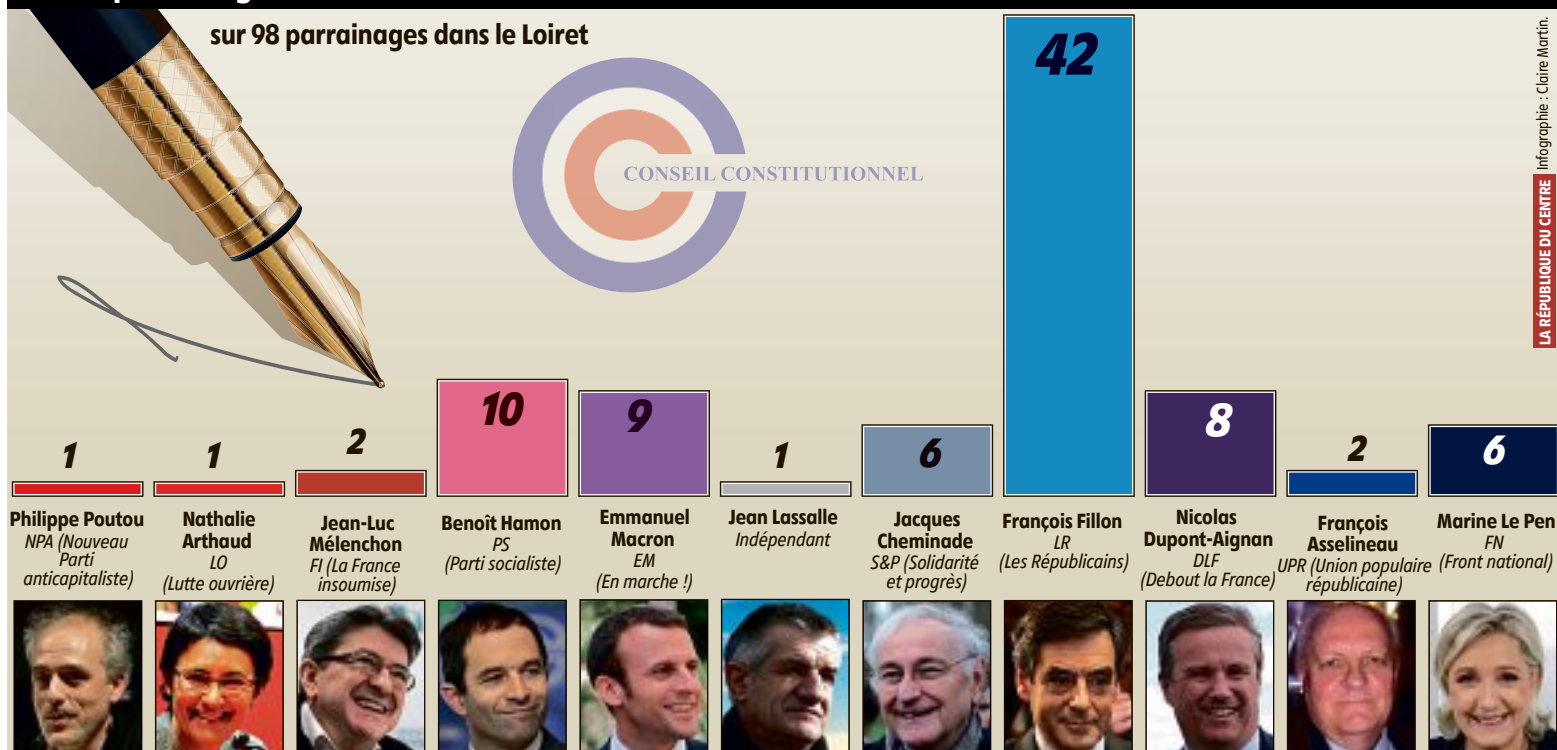 sur 98 parrainages dans le Loiret
CONSEIL CONSTITUTIONNEL
LA RÉPUBLIQUE DU CENTRE Infographie : Claire Martin.
1
1
2
10
9
1
6
42
8
2
6
Philippe Poutou
NPA (Nouveau
Parti
anticapitaliste)
Nathalie
Arthaud
LO
(Lutte ouvrière)
Jean-Luc
Mélenchon
FI (La France
insoumise)
Benoît Hamon
PS
(Parti socialiste)
Emmanuel
Macron
EM
(En marche !)
Jean Lassalle
Indépendant
Jacques
Cheminade
S&P (Solidarité
et progrès)
François Fillon
LR
(Les Républicains)
Nicolas
Dupont-Aignan
DLF
(Debout la France)
François
Asselineau
UPR (Union populaire
républicaine)
Marine Le Pen
FN
(Front national)